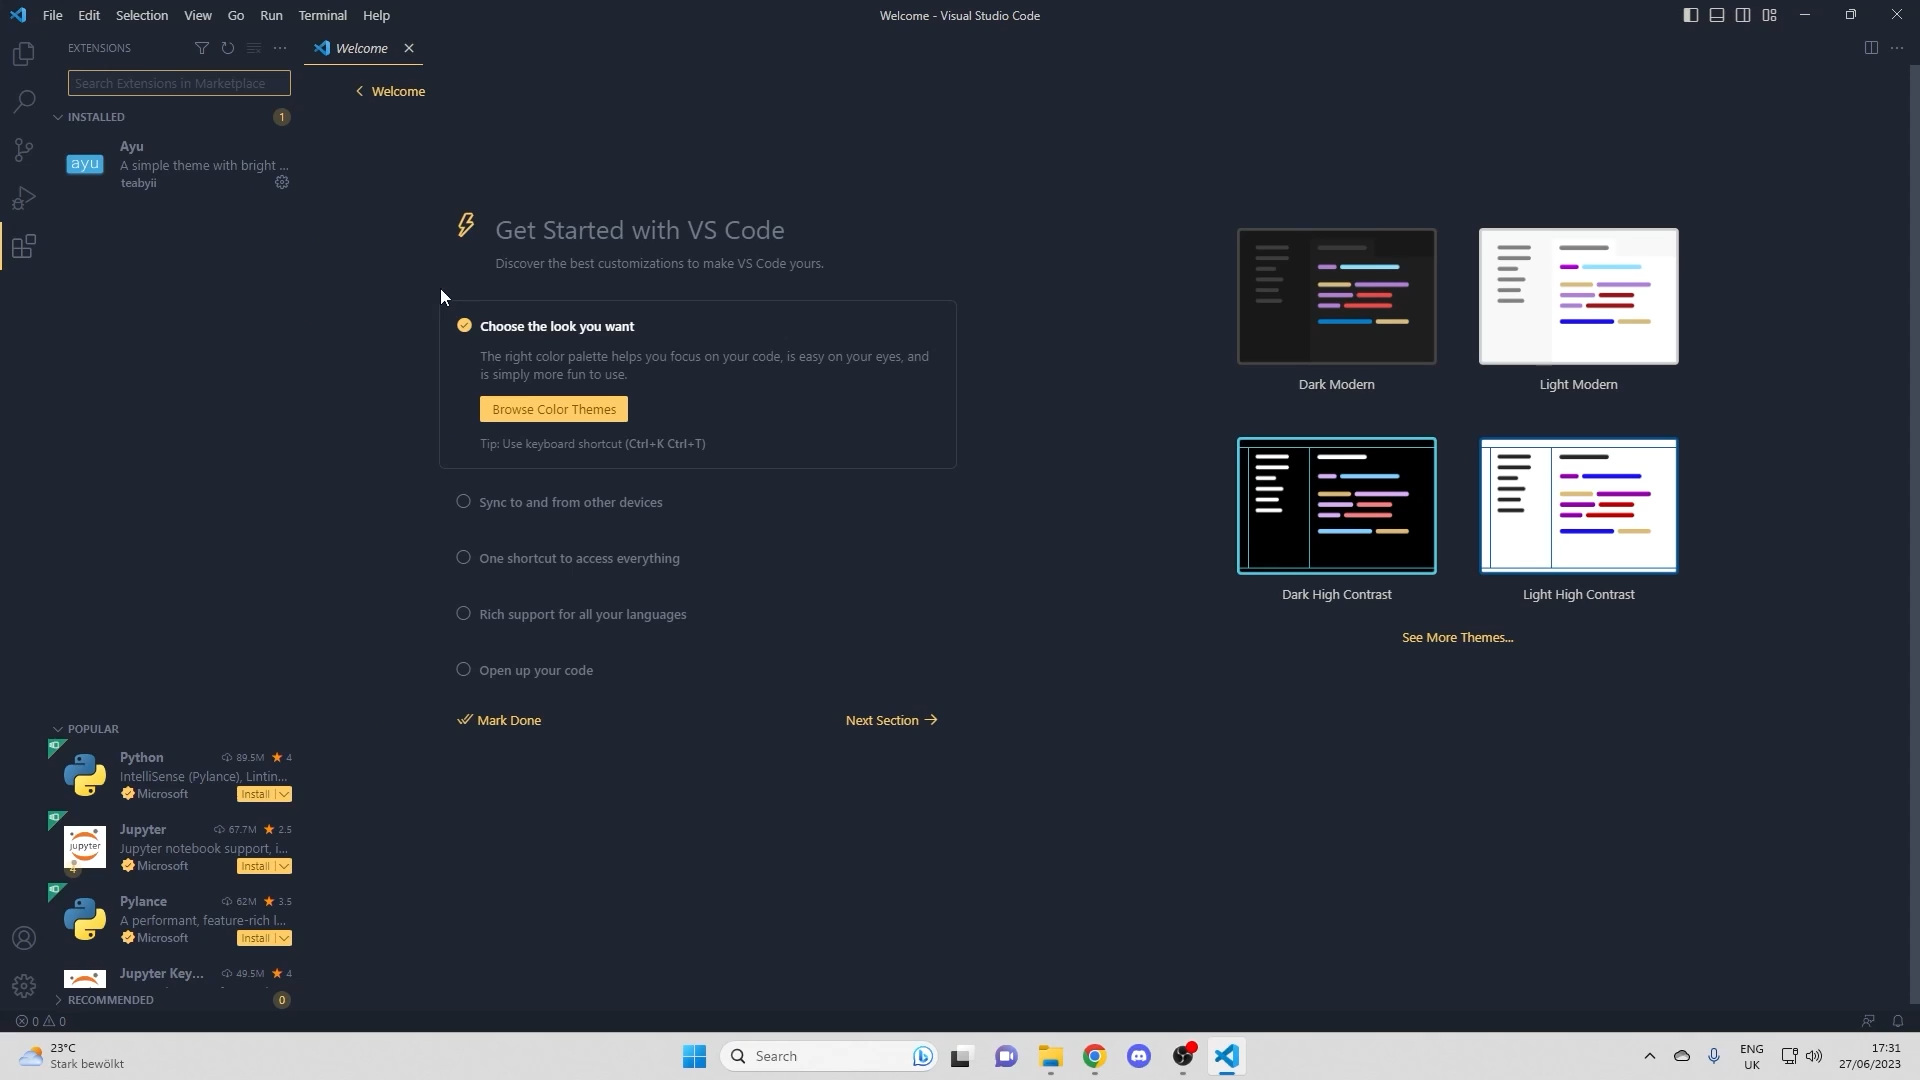 File Edit Selection View Go Run Terminal Help
Welcome - Visual Studio Code
EXTENSIONS
Search Extensions in Marketplace
INSTALLED 1
ayu
Ayu
A simple theme with bright ...
teabyii
POPULAR
Python 89.5M 4
IntelliSense (Pylance), Lintin...
Microsoft Install
Jupyter 67.7M 2.5
jupyter
4
Jupyter notebook support, i...
Microsoft Install
Pylance 62M 3.5
A performant, feature-rich l...
Microsoft Install
Jupyter Key... 49.5M 4
RECOMMENDED 0
0 0
Welcome
Welcome
Get Started with VS Code
Discover the best customizations to make VS Code yours.
Choose the look you want
The right color palette helps you focus on your code, is easy on your eyes, and
is simply more fun to use.
Browse Color Themes
Tip: Use keyboard shortcut (Ctrl+K Ctrl+T)
Sync to and from other devices
One shortcut to access everything
Rich support for all your languages
Open up your code
Mark Done
Next Section
Dark Modern
Light Modern
Dark High Contrast
Light High Contrast
See More Themes...
23°C
Stark bewölkt
Search
ENG
UK
17:31
27/06/2023